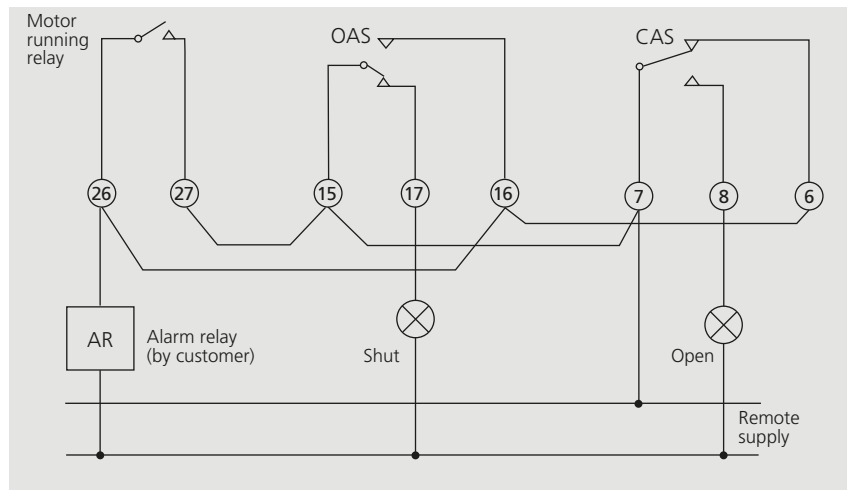 Motor
running
relay
OAS
CAS
26
27
15
17
16
7
8
6
AR
Alarm relay
(by customer)
Shut
Open
Remote
supply